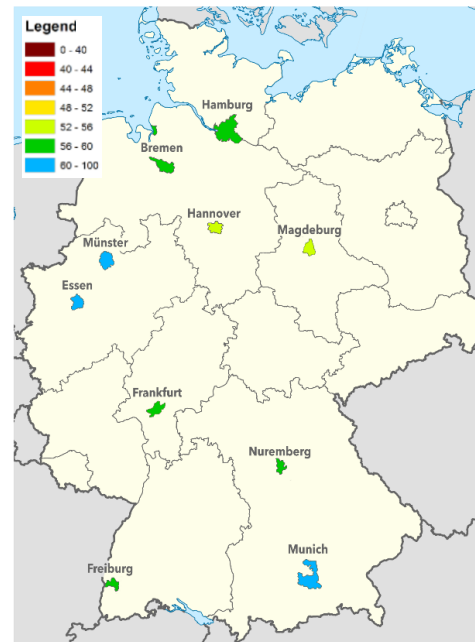 Legend
0 - 40
40 - 44
44 - 48
48 - 52
52 - 56
56 - 60
60 - 100
Hamburg
Bremen
Hannover
Magdeburg
Münster
Essen
Frankfurt
Nuremberg
Munich
Freiburg